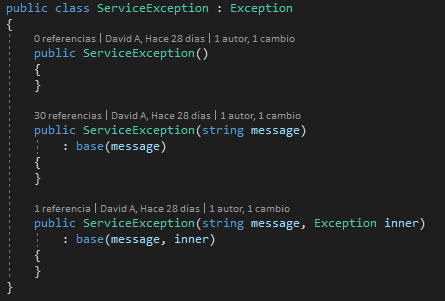 public class ServiceException : Exception
{
0 referencias | David A, Hace 28 días | 1 autor, 1 cambio
public ServiceException()
{
}
30 referencias | David A, Hace 28 días | 1 autor, 1 cambio
public ServiceException(string message)
: base(message)
{
}
1 referencia | David A, Hace 28 días | 1 autor, 1 cambio
public ServiceException(string message, Exception inner)
: base(message, inner)
{
}
}